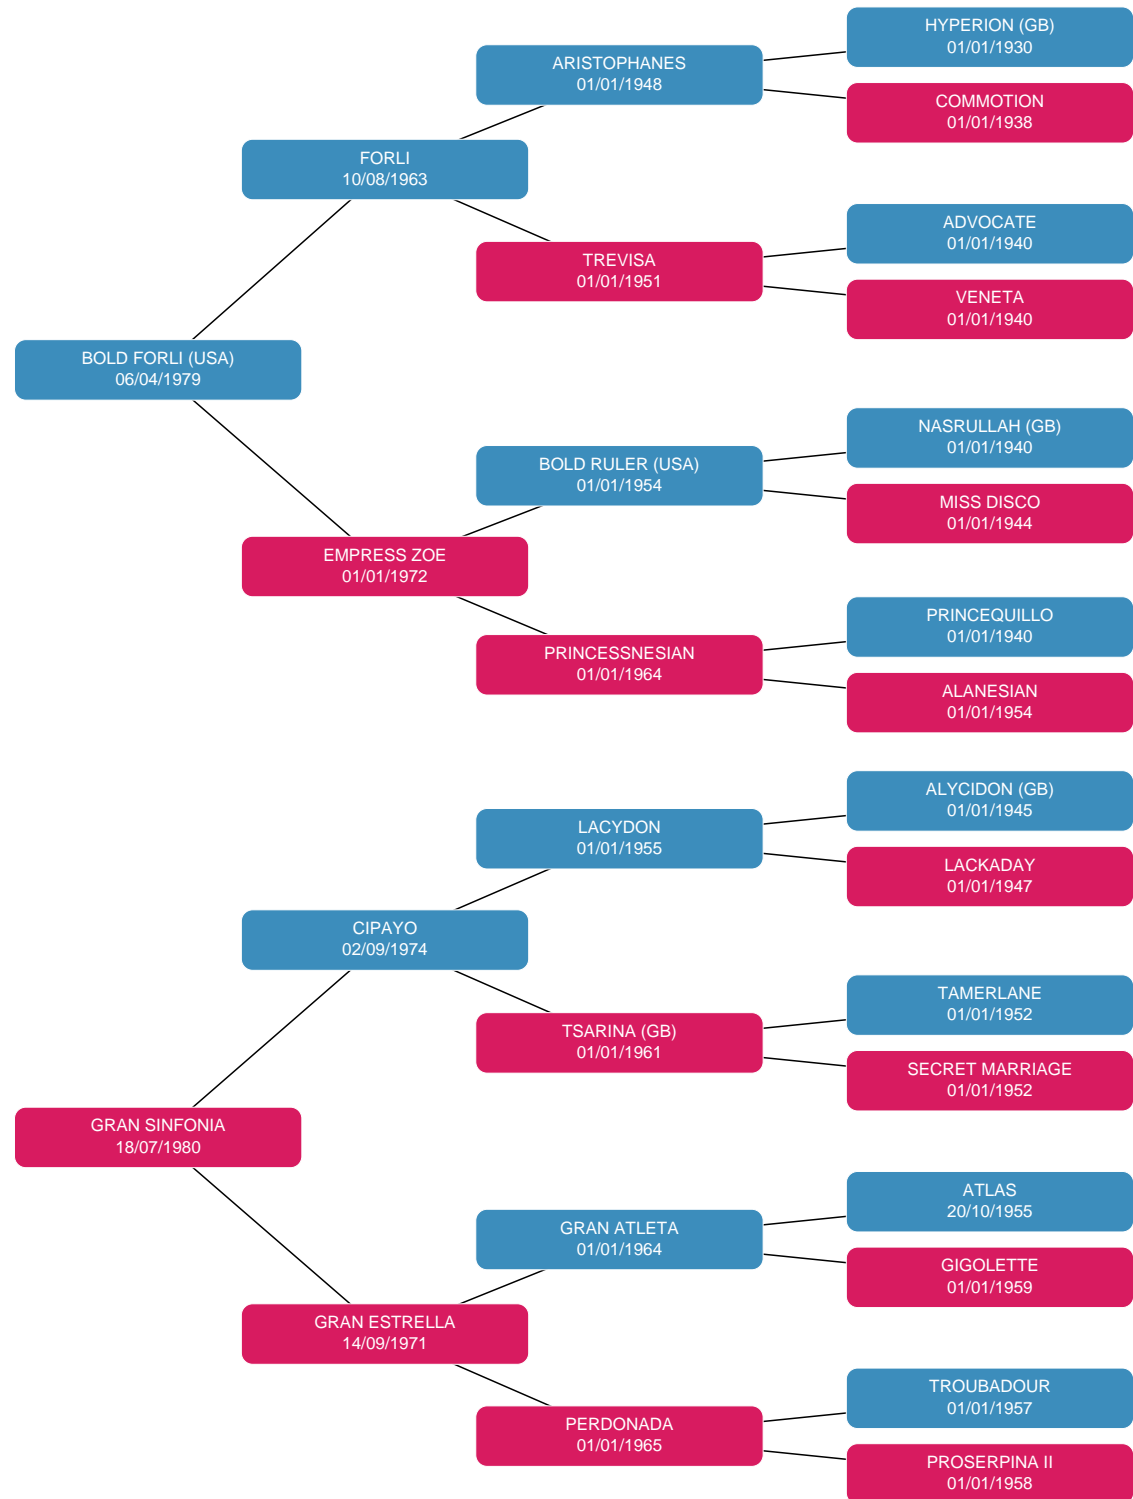 HYPERION (GB)
01/01/1930
ARISTOPHANES
01/01/1948
COMMOTION
01/01/1938
FORLI
10/08/1963
ADVOCATE
01/01/1940
TREVISA
01/01/1951
VENETA
01/01/1940
BOLD FORLI (USA)
06/04/1979
NASRULLAH (GB)
01/01/1940
BOLD RULER (USA)
01/01/1954
MISS DISCO
01/01/1944
EMPRESS ZOE
01/01/1972
PRINCEQUILLO
01/01/1940
PRINCESSNESIAN
01/01/1964
ALANESIAN
01/01/1954
ALYCIDON (GB)
01/01/1945
LACYDON
01/01/1955
LACKADAY
01/01/1947
CIPAYO
02/09/1974
TAMERLANE
01/01/1952
TSARINA (GB)
01/01/1961
SECRET MARRIAGE
01/01/1952
GRAN SINFONIA
18/07/1980
ATLAS
20/10/1955
GRAN ATLETA
01/01/1964
GIGOLETTE
01/01/1959
GRAN ESTRELLA
14/09/1971
TROUBADOUR
01/01/1957
PERDONADA
01/01/1965
PROSERPINA II
01/01/1958